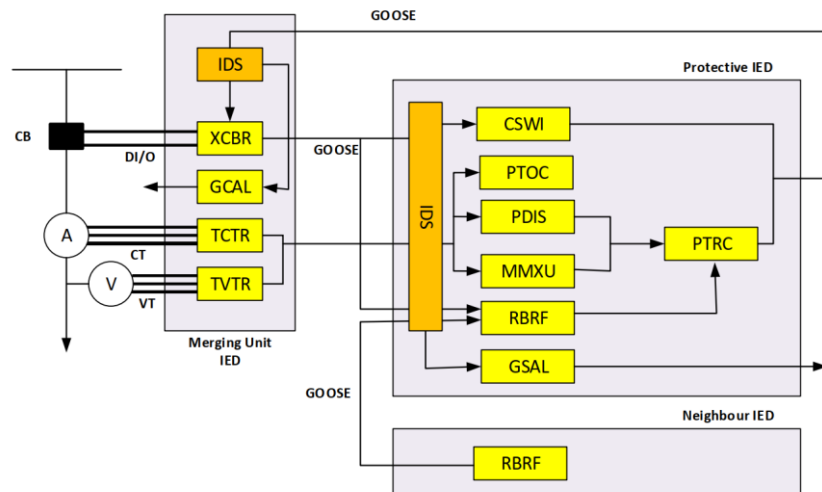 GOOSE
Protective IED
IDS
CSWI
CB
XCBR
DI/O
GOOSE
PTOC
GCAL
IDS
PDIS
A
TCTR
PTRC
CT
MMXU
V
TVTR
VT
RBRF
Merging Unit
IED
GSAL
GOOSE
Neighbour IED
RBRF